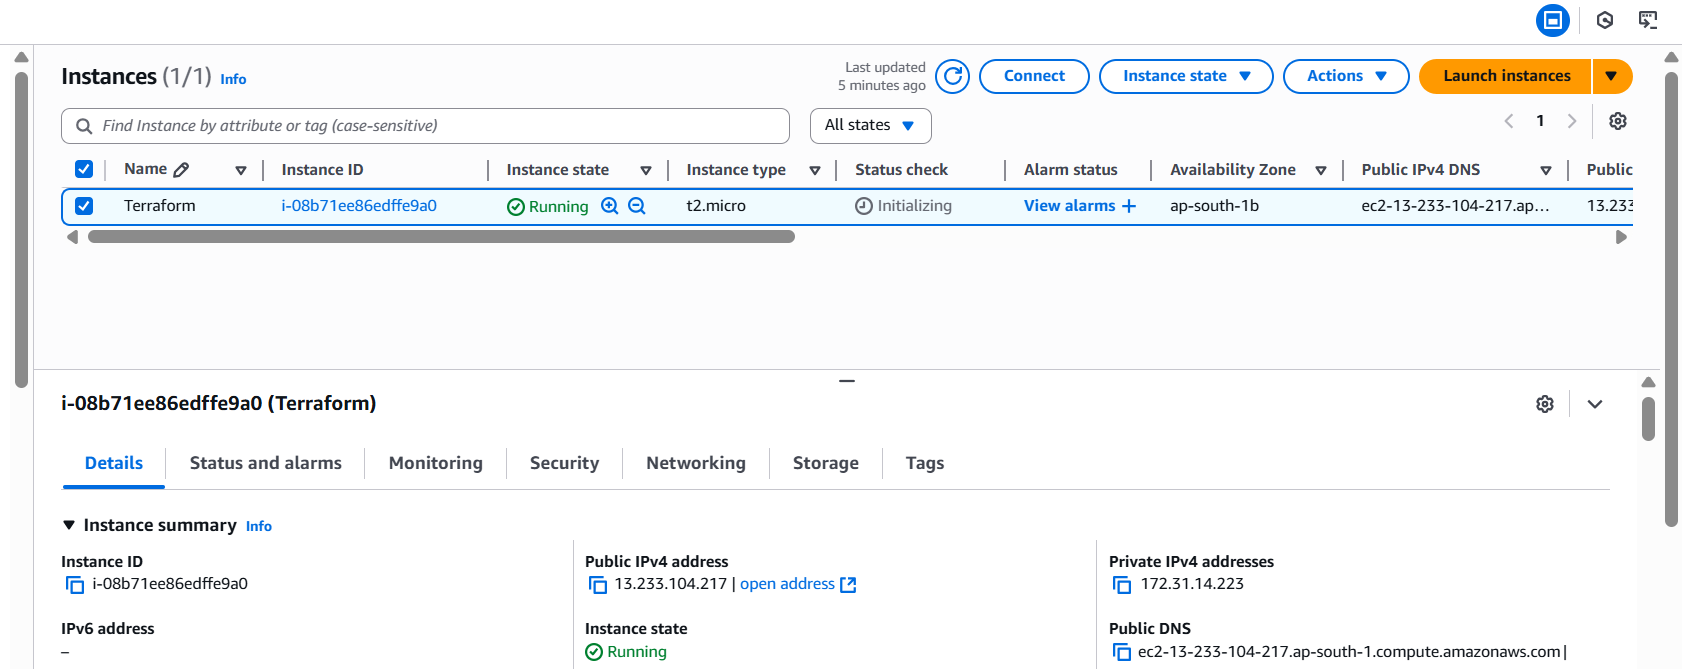 Instances (1/1) Info
Last updated
5 minutes ago
Connect
Instance state
Actions
Launch instances
Find Instance by attribute or tag (case-sensitive)
All states
1
Name Instance ID Instance state Instance type Status check Alarm status Availability Zone Public IPv4 DNS Public
Terraform i-08b71ee86edffe9a0 Running t2.micro Initializing View alarms + ap-south-1b ec2-13-233-104-217.ap... 13.233
i-08b71ee86edffe9a0 (Terraform)
Details Status and alarms Monitoring Security Networking Storage Tags
Instance summary Info
Instance ID
i-08b71ee86edffe9a0
Public IPv4 address
13.233.104.217 | open address
Private IPv4 addresses
172.31.14.223
IPv6 address
–
Instance state
Running
Public DNS
ec2-13-233-104-217.ap-south-1.compute.amazonaws.com |